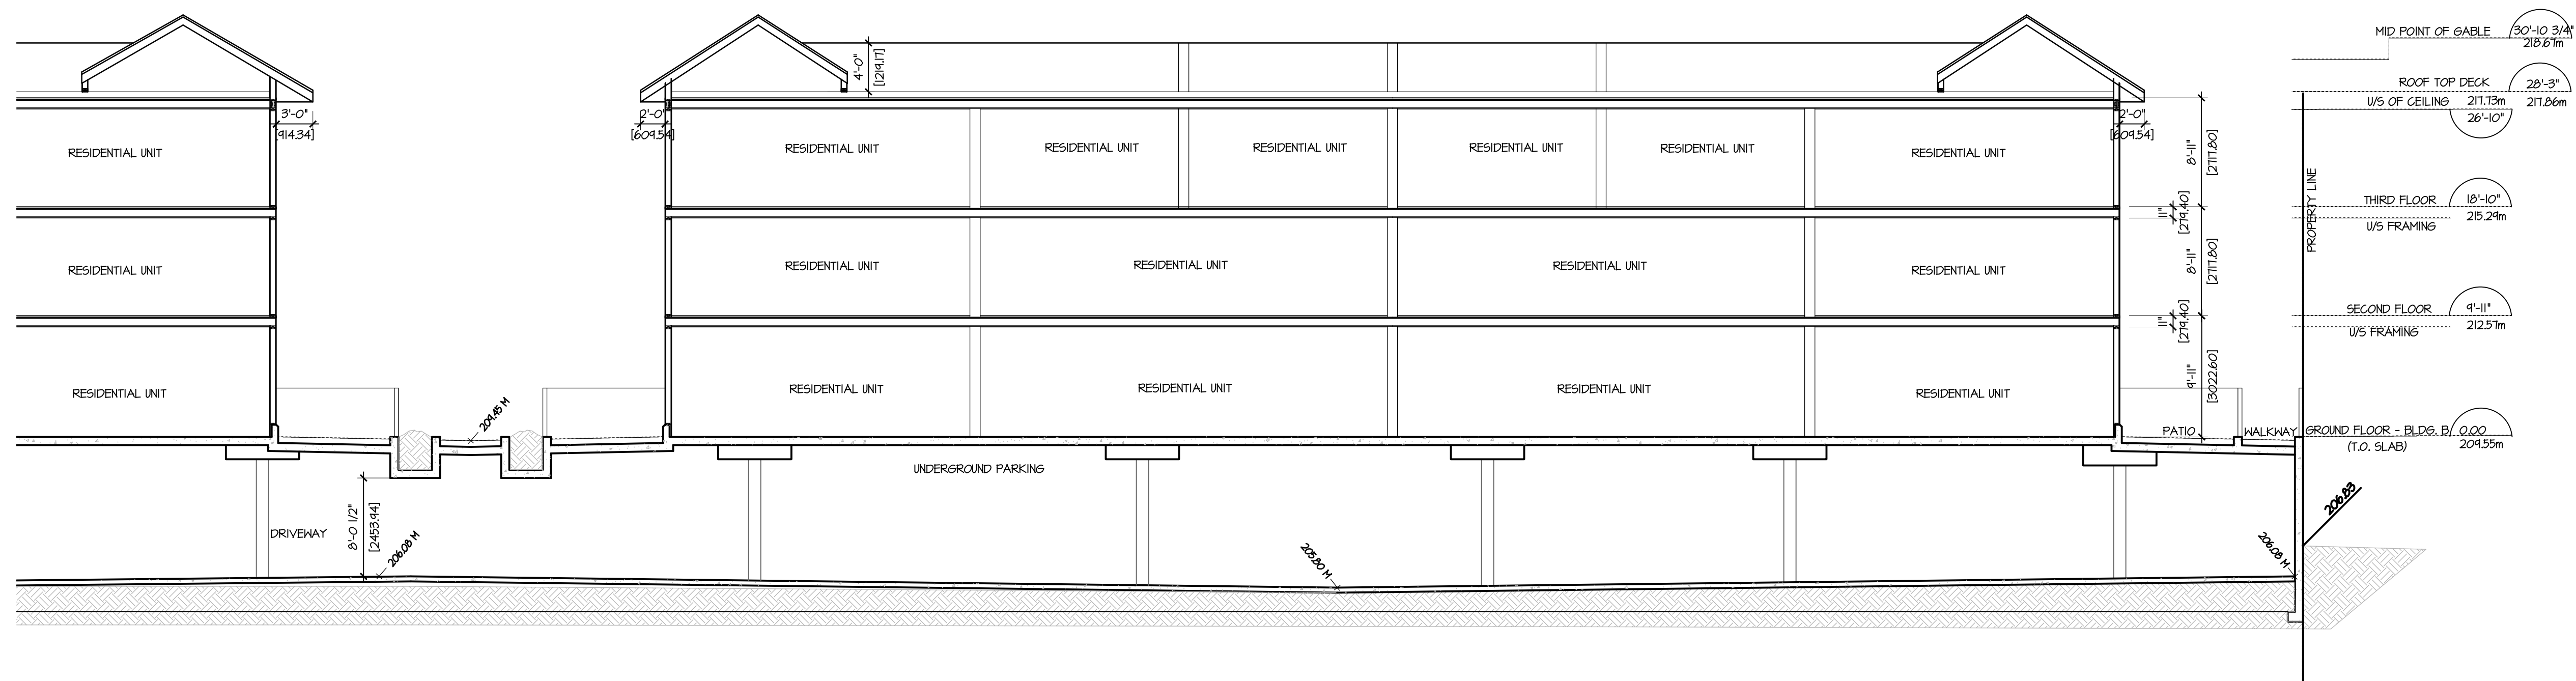 MID POINT OF GABLE 30'-10 3/4"
218.67m
4'-0"
[1219.17]
ROOF TOP DECK 28'-3"
U/S OF CEILING 217.73m 217.86m
26'-10"
3'-0"
[914.34]
2'-0"
[609.54]
2'-0"
[609.54]
RESIDENTIAL UNIT
RESIDENTIAL UNIT
RESIDENTIAL UNIT
RESIDENTIAL UNIT
RESIDENTIAL UNIT
RESIDENTIAL UNIT
RESIDENTIAL UNIT
8'-11"
[2717.80]
PROPERTY LINE
THIRD FLOOR 18'-10"
215.29m
U/S FRAMING
11"
[279.40]
RESIDENTIAL UNIT
RESIDENTIAL UNIT
RESIDENTIAL UNIT
RESIDENTIAL UNIT
RESIDENTIAL UNIT
8'-11"
[2717.80]
SECOND FLOOR 9'-11"
212.57m
U/S FRAMING
11"
[279.40]
RESIDENTIAL UNIT
RESIDENTIAL UNIT
RESIDENTIAL UNIT
RESIDENTIAL UNIT
RESIDENTIAL UNIT
9'-11"
[3022.60]
209.45 M
PATIO
WALKWAY
GROUND FLOOR - BLDG. B 0.00
(T.O. SLAB) 209.55m
UNDERGROUND PARKING
DRIVEWAY
8'-0 1/2"
[2453.94]
206.08 M
205.80 M
206.08 M
206.83